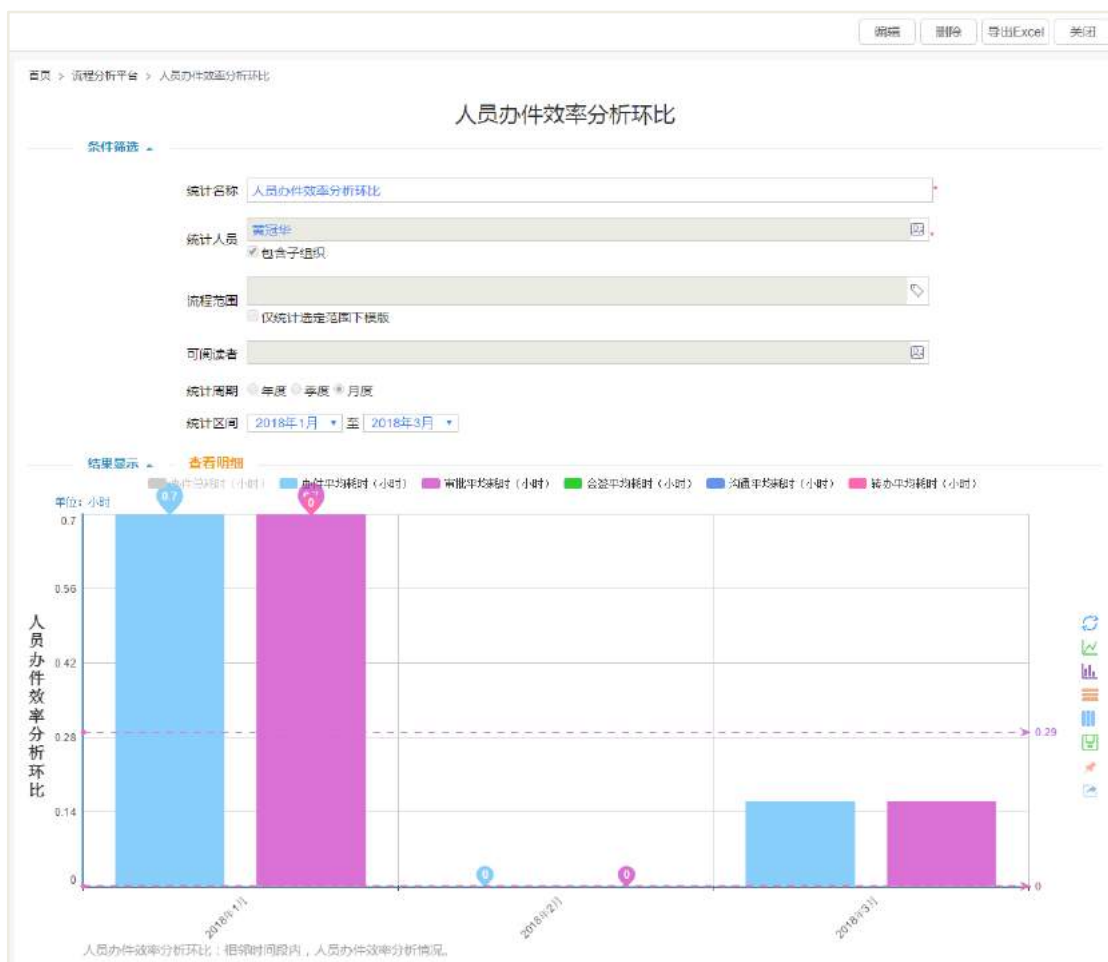 编辑 删除 导出Excel 关闭
首页 > 流程分析平台 > 人员办件效率分析环比
人员办件效率分析环比
条件筛选
统计名称 人员办件效率分析环比 *
统计人员 黄冠华 *
包含子组织
流程范围
仅统计选定范围下模版
可阅读者
统计周期 年度 季度 月度
统计区间 2018年1月 至 2018年3月
结果显示 查看明细
办件总耗时（小时） 办件平均耗时（小时） 审批平均耗时（小时） 会签平均耗时（小时） 沟通平均耗时（小时） 转办平均耗时（小时）
单位：小时
0.7 0
0.7
0.56
0.42
0.28
0.14
0
人员办件效率分析环比
0.29
0 0
0
2018年1月 2018年2月 2018年3月
人员办件效率分析环比：相邻时间段内，人员办件效率分析情况。